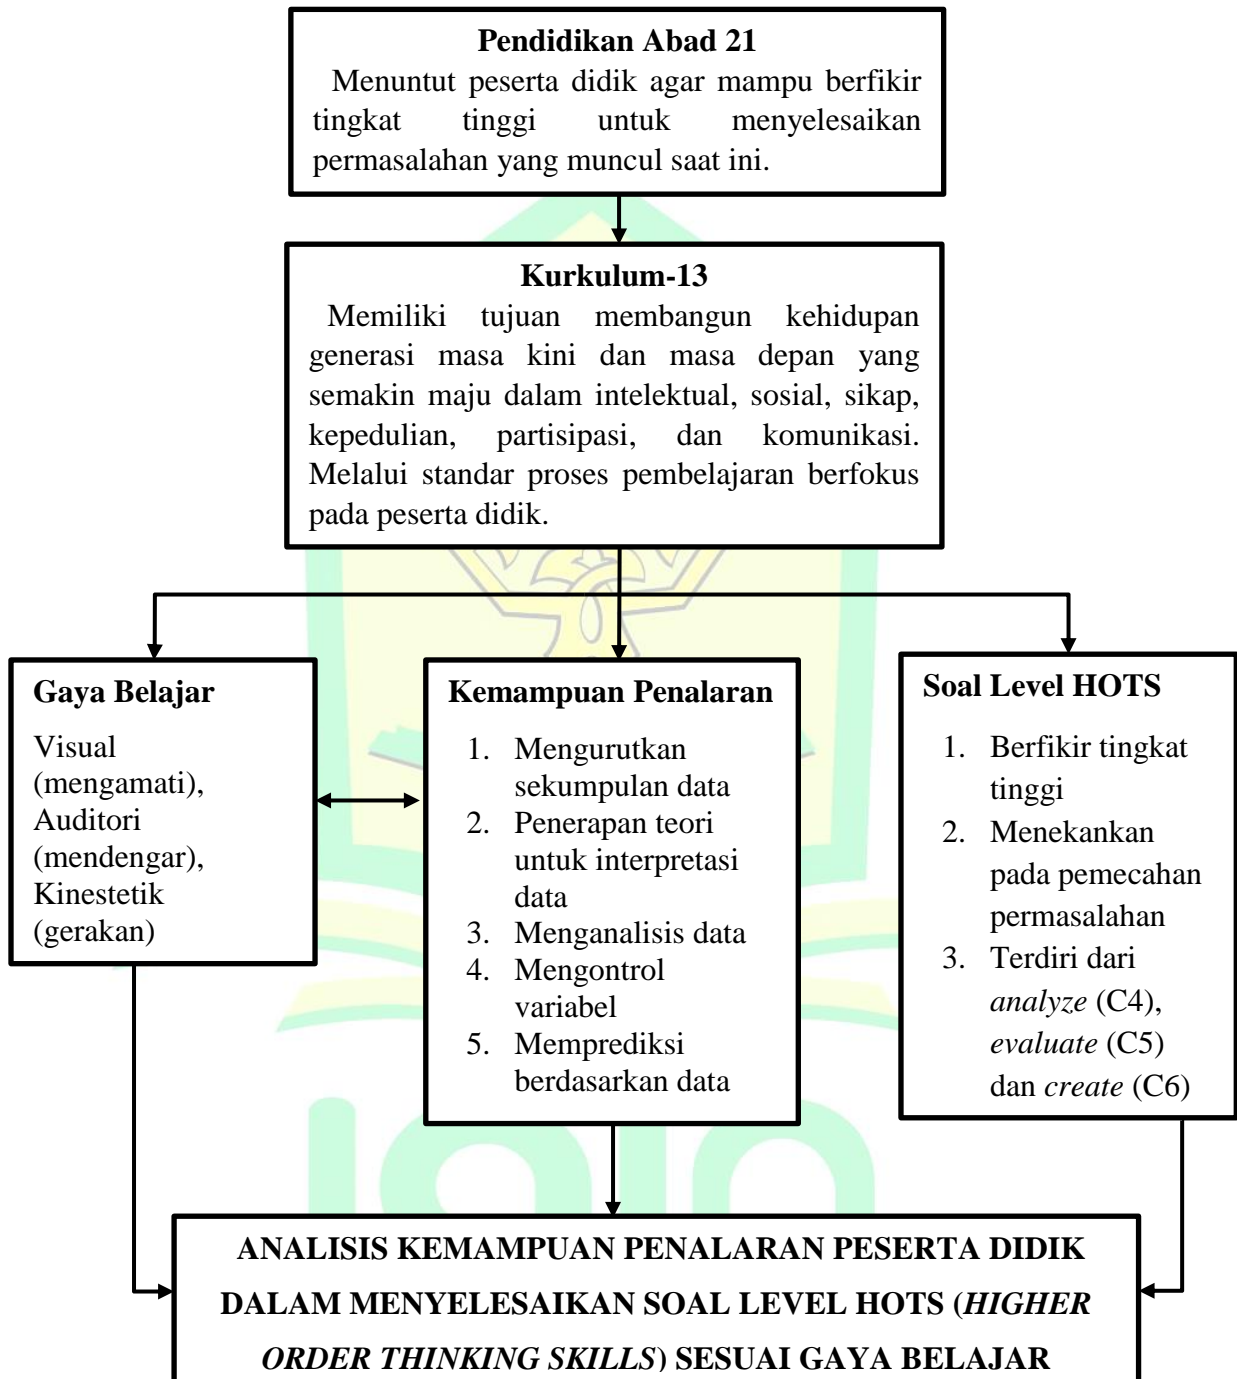 Pendidikan Abad 21
Menuntut peserta didik agar mampu berfikir
tingkat tinggi untuk menyelesaikan
permasalahan yang muncul saat ini.
Kurkulum-13
Memiliki tujuan membangun kehidupan
generasi masa kini dan masa depan yang
semakin maju dalam intelektual, sosial, sikap,
kepedulian, partisipasi, dan komunikasi.
Melalui standar proses pembelajaran berfokus
pada peserta didik.
Gaya Belajar
Visual
(mengamati),
Auditori
(mendengar),
Kinestetik
(gerakan)
Kemampuan Penalaran
1. Mengurutkan
sekumpulan data
2. Penerapan teori
untuk interpretasi
data
3. Menganalisis data
4. Mengontrol
variabel
5. Memprediksi
berdasarkan data
Soal Level HOTS
1. Berfikir tingkat
tinggi
2. Menekankan
pada pemecahan
permasalahan
3. Terdiri dari
analyze (C4),
evaluate (C5)
dan create (C6)
iain
ANALISIS KEMAMPUAN PENALARAN PESERTA DIDIK
DALAM MENYELESAIKAN SOAL LEVEL HOTS (HIGHER
ORDER THINKING SKILLS) SESUAI GAYA BELAJAR